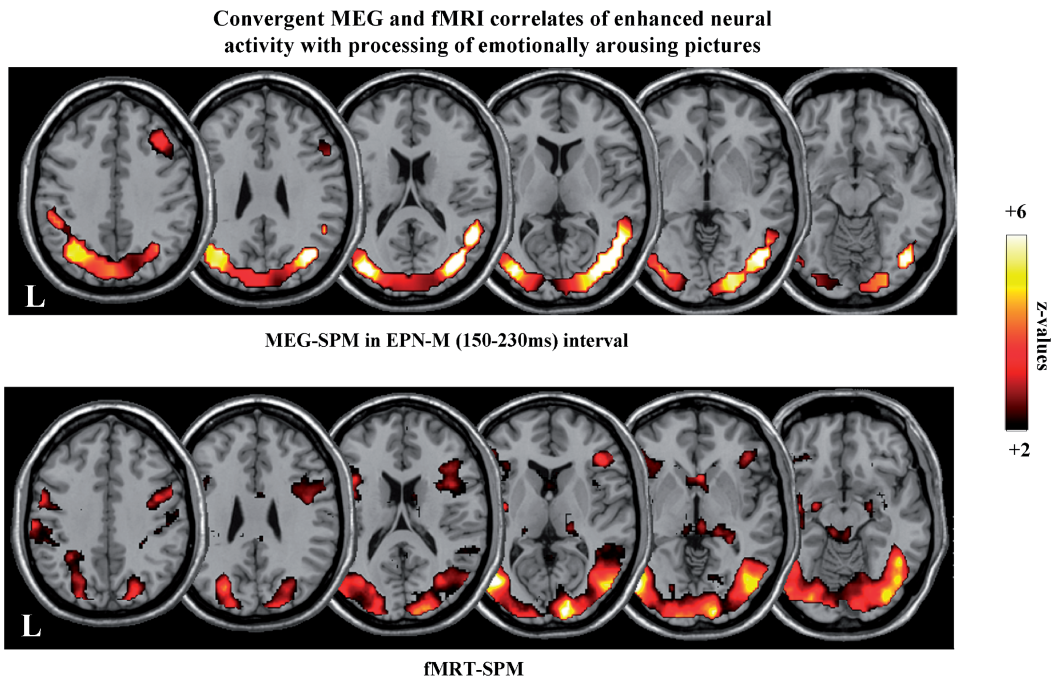 Convergent MEG and fMRI correlates of enhanced neural
activity with processing of emotionally arousing pictures
L
MEG-SPM in EPN-M (150-230ms) interval
+6
z-values
+2
L
fMRT-SPM